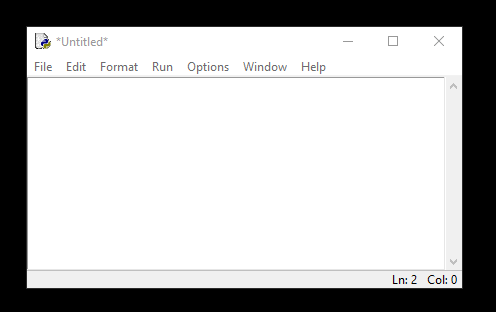 *Untitled*
File Edit Format Run Options Window Help
Ln: 2 Col: 0